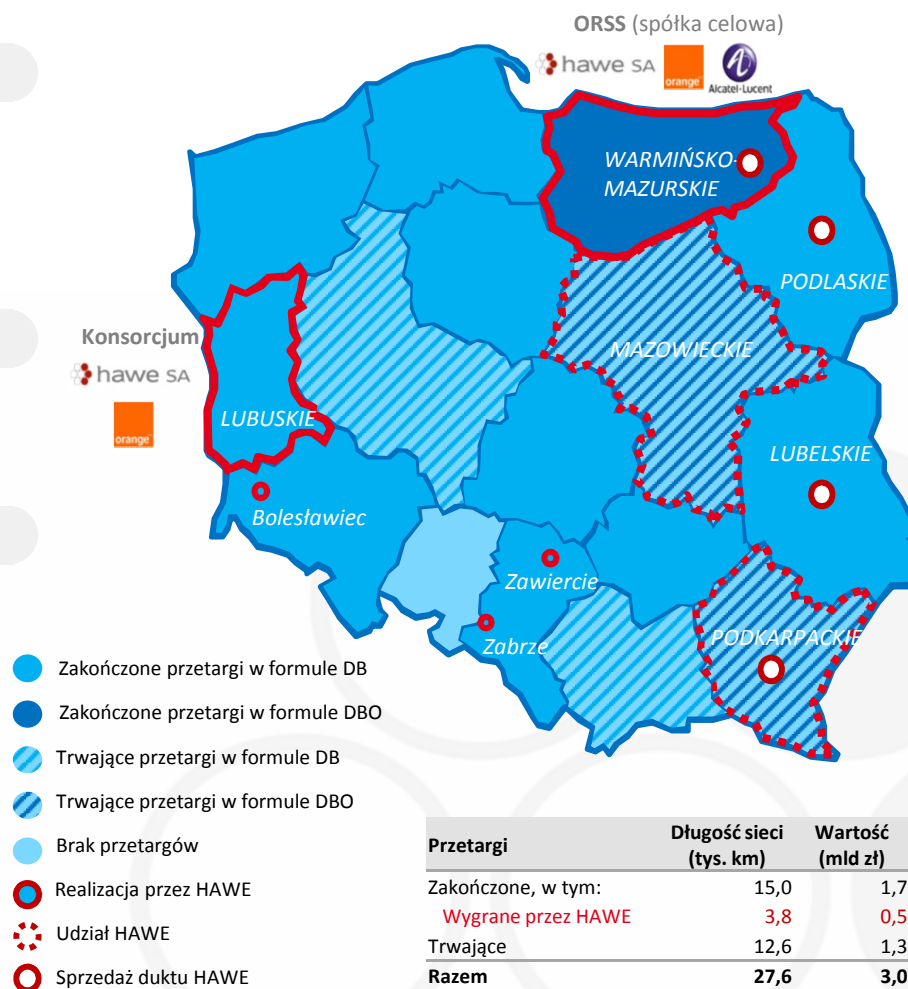 ORSS (spółka celowa)
hawe SA
orange
Alcatel·Lucent
WARMIŃSKO-
MAZURSKIE
PODLASKIE
Konsorcjum
hawe SA
orange
MAZOWIECKIE
LUBUSKIE
LUBELSKIE
Bolesławiec
Zawiercie
Zabrze
PODKARPACKIE
Zakończone przetargi w formule DB
Zakończone przetargi w formule DBO
Trwające przetargi w formule DB
Trwające przetargi w formule DBO
Brak przetargów
Realizacja przez HAWE
Udział HAWE
Sprzedaż duktu HAWE
Przetargi Długość sieci (tys. km) Wartość (mld zł)
Zakończone, w tym: 15,0 1,7
Wygrane przez HAWE 3,8 0,5
Trwające 12,6 1,3
Razem 27,6 3,0